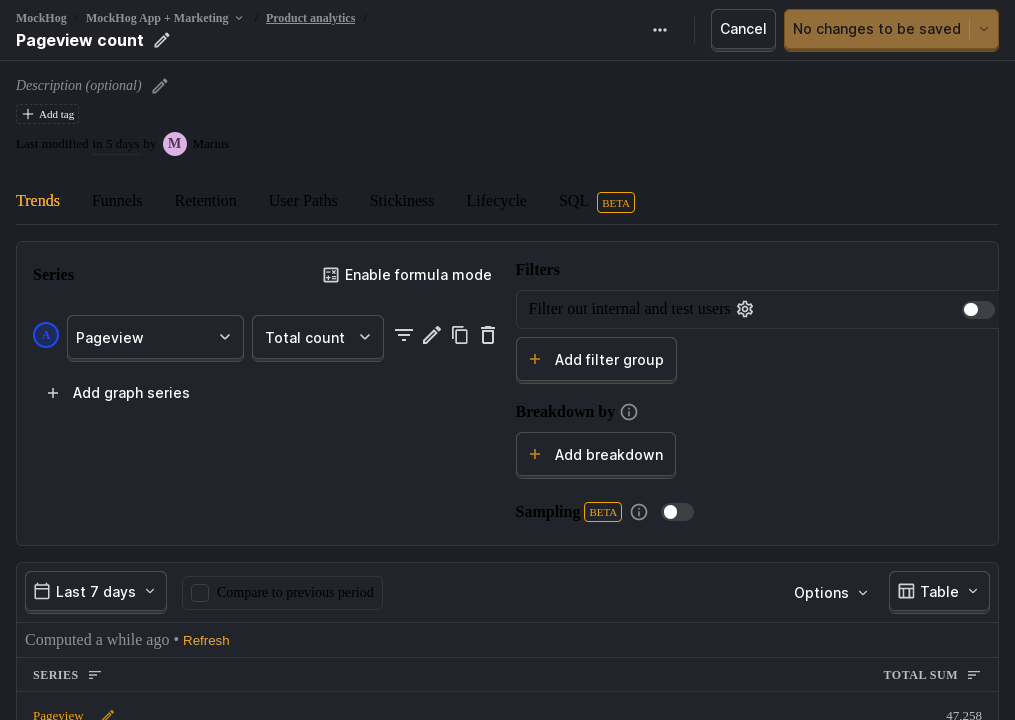 MockHog / MockHog App + Marketing / Product analytics /
Pageview count
Cancel
No changes to be saved
Description (optional)
Add tag
Last modified in 5 days by M Marius
Trends Funnels Retention User Paths Stickiness Lifecycle SQL BETA
Series
Enable formula mode
A Pageview Total count
Add graph series
Filters
Filter out internal and test users
Add filter group
Breakdown by
Add breakdown
Sampling BETA
Last 7 days Compare to previous period Options Table
Computed a while ago • Refresh
SERIES TOTAL SUM
Pageview 47,258